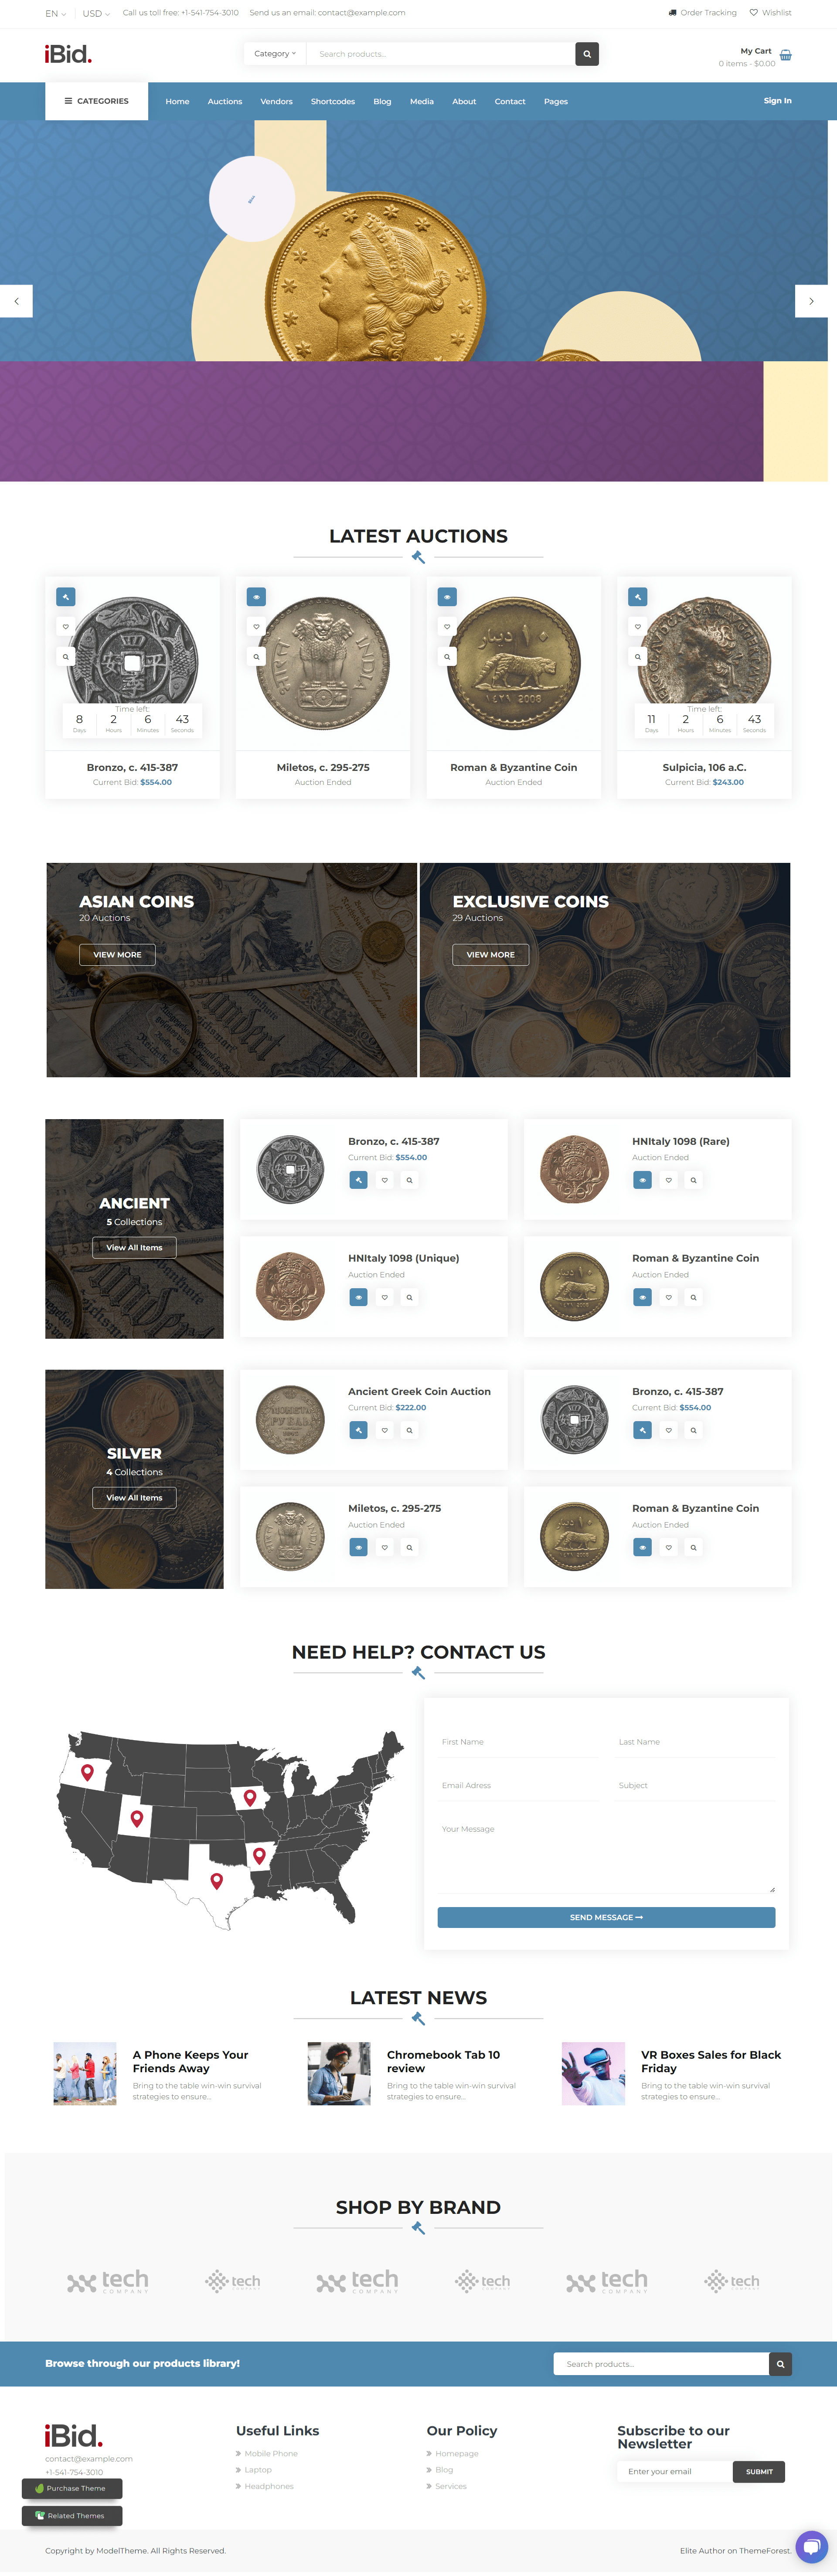 EN USD Call us toll free: +1-541-754-3010 Send us an email: contact@example.com Order Tracking Wishlist
iBid.
Category Search products...
My Cart
0 items - $0.00
CATEGORIES Home Auctions Vendors Shortcodes Blog Media About Contact Pages Sign In
LATEST AUCTIONS
Time left:
8 2 6 43
Days Hours Minutes Seconds
Bronzo, c. 415-387
Current Bid: $554.00
INDIA
Miletos, c. 295-275
Auction Ended
١٠ دينار
2008
Roman & Byzantine Coin
Auction Ended
Time left:
11 2 6 43
Days Hours Minutes Seconds
Sulpicia, 106 a.C.
Current Bid: $243.00
ASIAN COINS
20 Auctions
VIEW MORE
EXCLUSIVE COINS
29 Auctions
VIEW MORE
ANCIENT
5 Collections
View All Items
Bronzo, c. 415-387
Current Bid: $554.00
HNItaly 1098 (Rare)
Auction Ended
HNItaly 1098 (Unique)
Auction Ended
Roman & Byzantine Coin
Auction Ended
SILVER
4 Collections
View All Items
Ancient Greek Coin Auction
Current Bid: $222.00
Bronzo, c. 415-387
Current Bid: $554.00
Miletos, c. 295-275
Auction Ended
Roman & Byzantine Coin
Auction Ended
NEED HELP? CONTACT US
First Name Last Name
Email Adress Subject
Your Message
SEND MESSAGE
LATEST NEWS
A Phone Keeps Your
Friends Away
Bring to the table win-win survival
strategies to ensure...
Chromebook Tab 10
review
Bring to the table win-win survival
strategies to ensure...
VR Boxes Sales for Black
Friday
Bring to the table win-win survival
strategies to ensure...
SHOP BY BRAND
tech COMPANY
tech
tech COMPANY
tech
tech COMPANY
tech
Browse through our products library! Search products...
iBid.
contact@example.com
+1-541-754-3010
Purchase Theme
Related Themes
Useful Links
Mobile Phone
Laptop
Headphones
Our Policy
Homepage
Blog
Services
Subscribe to our
Newsletter
Enter your email SUBMIT
Copyright by ModelTheme. All Rights Reserved. Elite Author on ThemeForest.